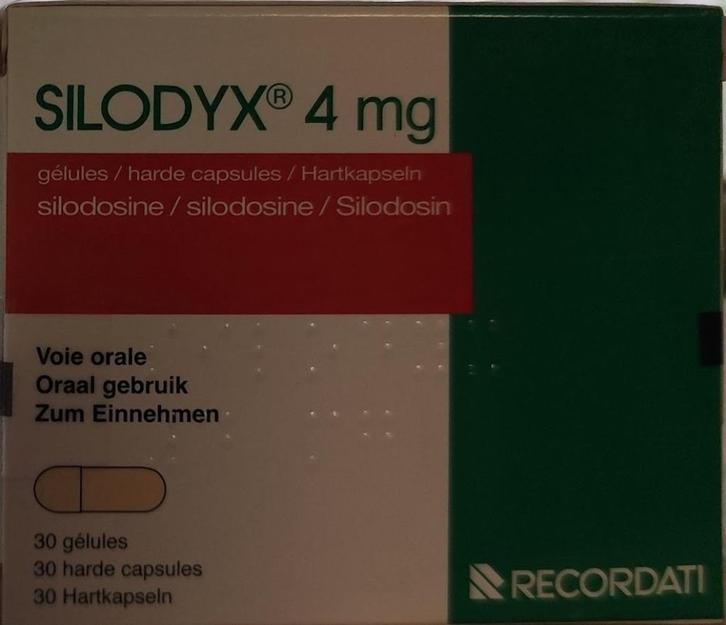 SILODYX® 4 mg
gélules / harde capsules / Hartkapseln
silodosine / silodosine / Silodosin
Voie orale
Oraal gebruik
Zum Einnehmen
30 gélules
30 harde capsules
30 Hartkapseln
RECORDATI